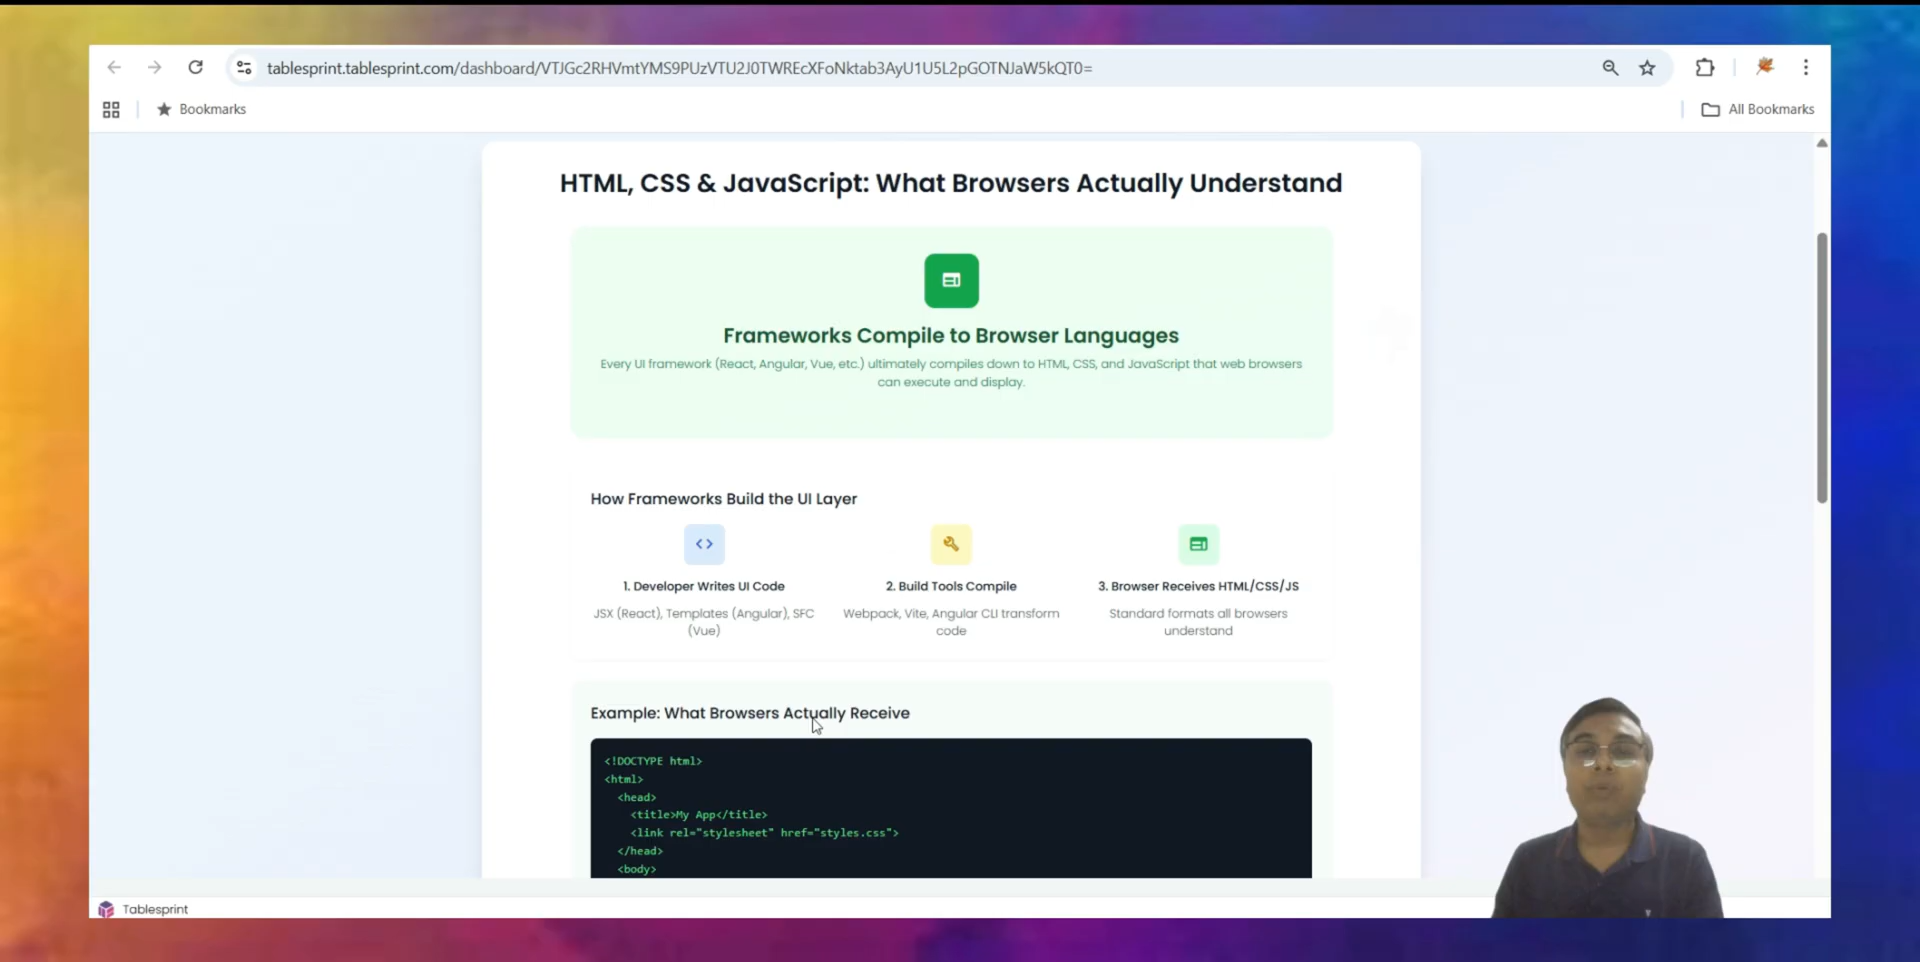 tablesprint.tablesprint.com/dashboard/VTJGc2RHVmtYMS9PUzVTU2J0TWREcXFoNktab3AyU1U5L2pGOTNJaW5kQT0=
Bookmarks
All Bookmarks
HTML, CSS & JavaScript: What Browsers Actually Understand
Frameworks Compile to Browser Languages
Every UI framework (React, Angular, Vue, etc.) ultimately compiles down to HTML, CSS, and JavaScript that web browsers
can execute and display.
How Frameworks Build the UI Layer
1. Developer Writes UI Code
JSX (React), Templates (Angular), SFC
(Vue)
2. Build Tools Compile
Webpack, Vite, Angular CLI transform
code
3. Browser Receives HTML/CSS/JS
Standard formats all browsers
understand
Example: What Browsers Actually Receive
<!DOCTYPE html>
<html>
<head>
<title>My App</title>
<link rel="stylesheet" href="styles.css">
</head>
<body>
Tablesprint